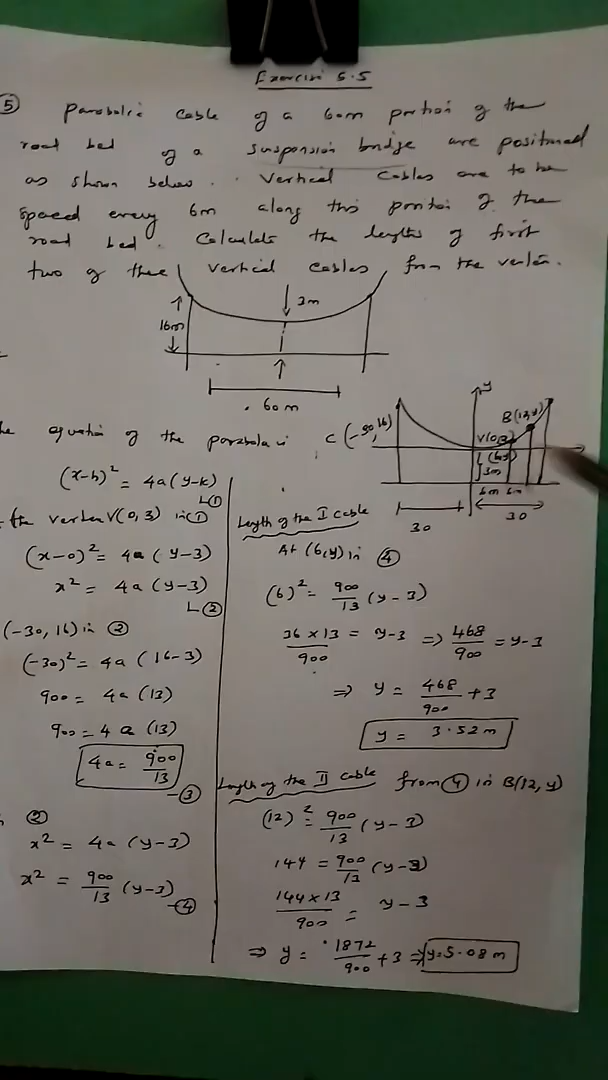 Exercise 5.5
5 Parabolic cable of a 60m portion of the
road bed of a suspension bridge are positioned
as shown below. Vertical cables are to be
spaced every 6m along this portion of the
road bed. Calculate the lengths of first
two of these vertical cables from the vertex.
3m
16m
60 m
y
B(12,y)
V(0,3)
(6,y)
3m
6m 6m
30
30
equation of the parabola is C(-30,16)
(x-h)² = 4a(y-k)
①
the vertex V(0,3) in ①
(x-0)² = 4a (y-3)
x² = 4a (y-3)
②
(-30,16) in ②
(-30)² = 4a (16-3)
900 = 4a (13)
900 = 4a (13)
4a = 900/13
-③
②
x² = 4a (y-3)
x² = 900/13 (y-3) -④
Length of the I cable
At (6,y) in ④
(6)² = 900/13 (y-3)
36 × 13/900 = y-3 ⇒ 468/900 = y-3
⇒ y = 468/900 + 3
y = 3.52 m
Length of the II cable from ④ in B(12,y)
(12)² = 900/13 (y-3)
144 = 900/13 (y-3)
144 × 13/900 = y-3
⇒ y = 1872/900 + 3 ⇒ y=5.08 m